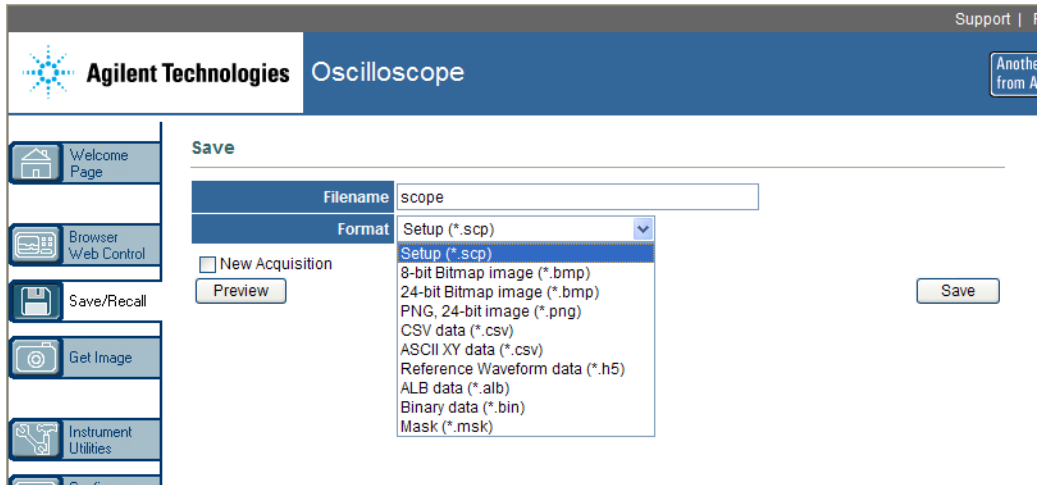 Support |
Agilent Technologies
Oscilloscope
from A
Welcome
Page
Browser
Web Control
Save/Recall
Get Image
Instrument
Utilities
Save
Filename
scope
Format
Setup (*.scp)
Setup (*.scp)
8-bit Bitmap image (*.bmp)
24-bit Bitmap image (*.bmp)
PNG, 24-bit image (*.png)
CSV data (*.csv)
ASCII XY data (*.csv)
Reference Waveform data (*.h5)
ALB data (*.alb)
Binary data (*.bin)
Mask (*.msk)
New Acquisition
Preview
Save